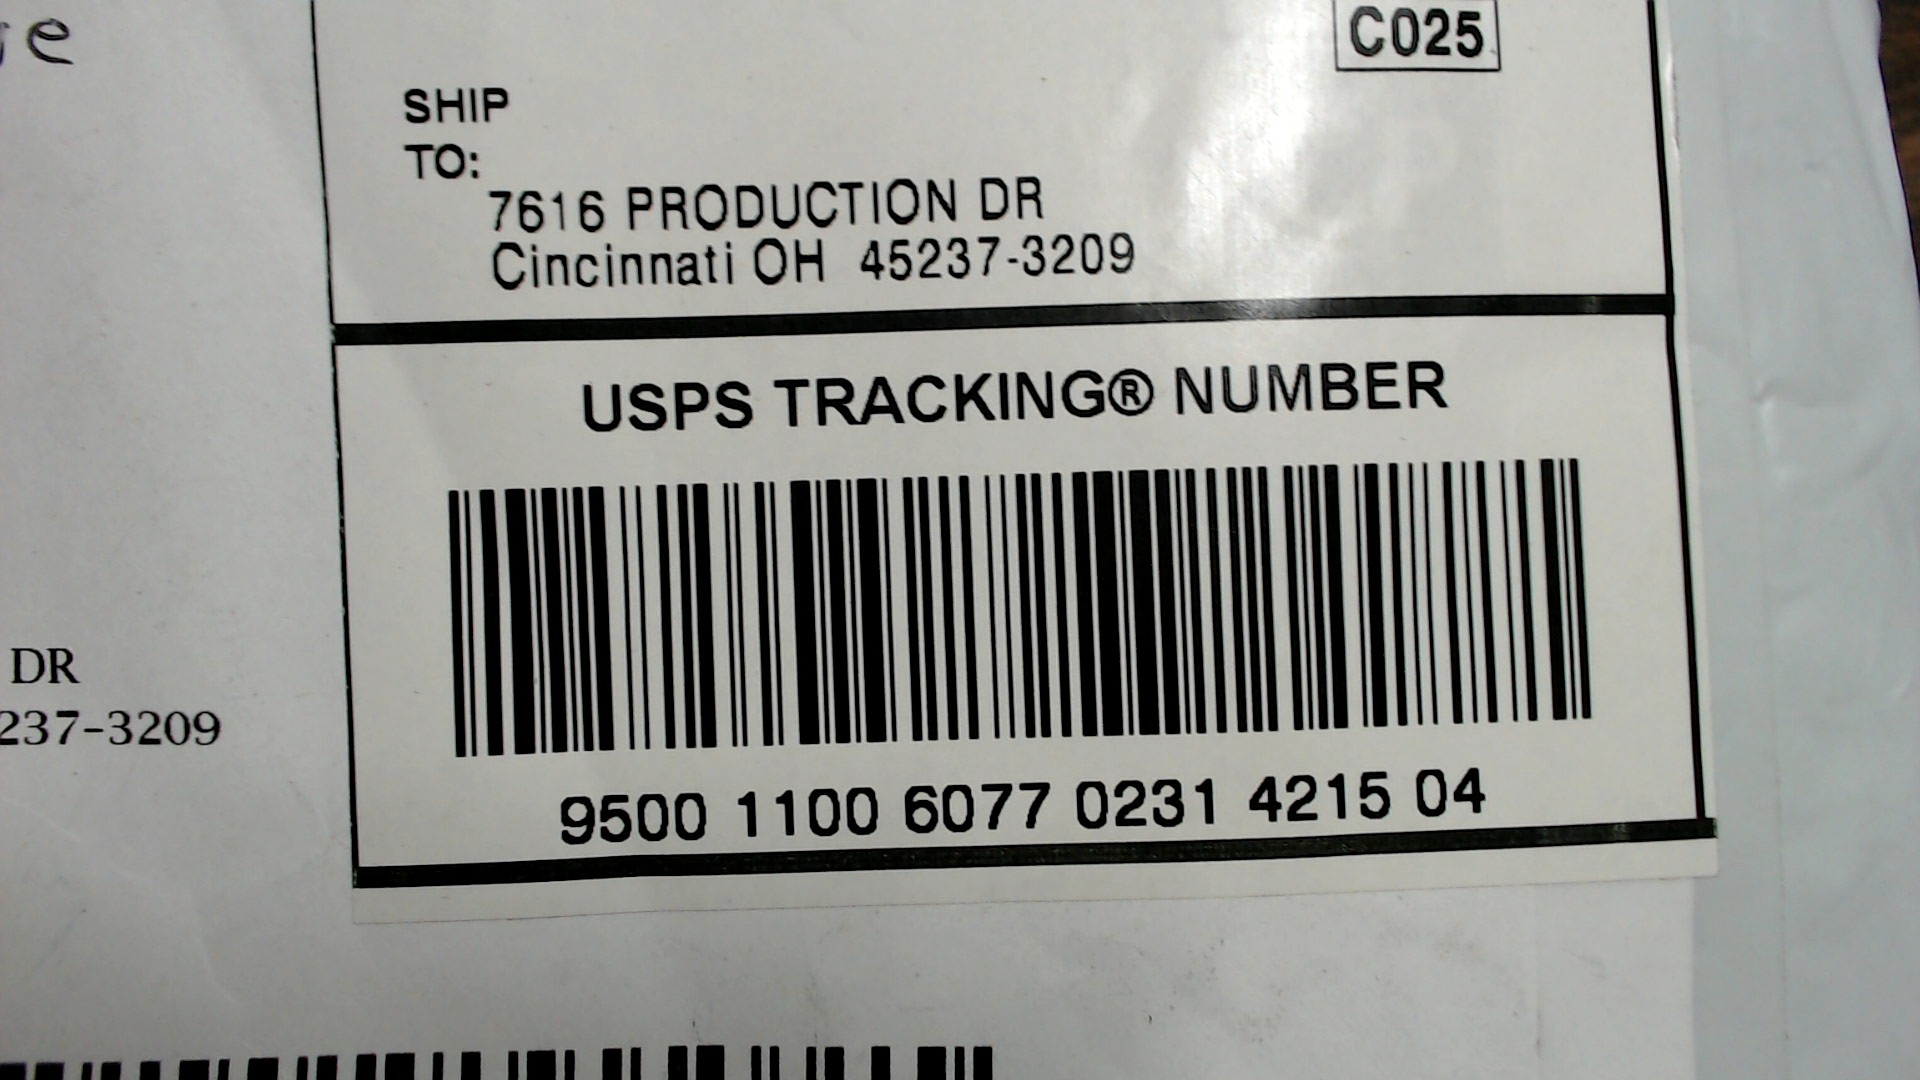 C025
SHIP
TO:
7616 PRODUCTION DR
Cincinnati OH 45237-3209
USPS TRACKING® NUMBER
9500 1100 6077 0231 4215 04
DR
237-3209